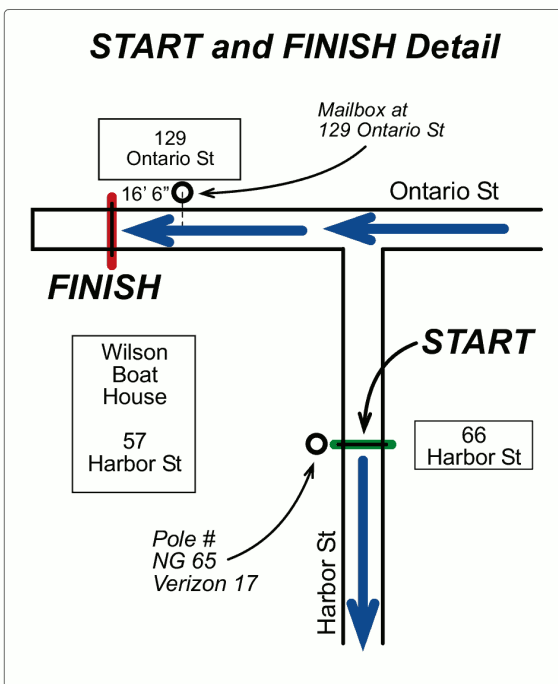 START and FINISH Detail
Mailbox at
129 Ontario St
129
Ontario St
16’ 6”
Ontario St
FINISH
START
Wilson
Boat
House
57
Harbor St
66
Harbor St
Pole #
NG 65
Verizon 17
Harbor St